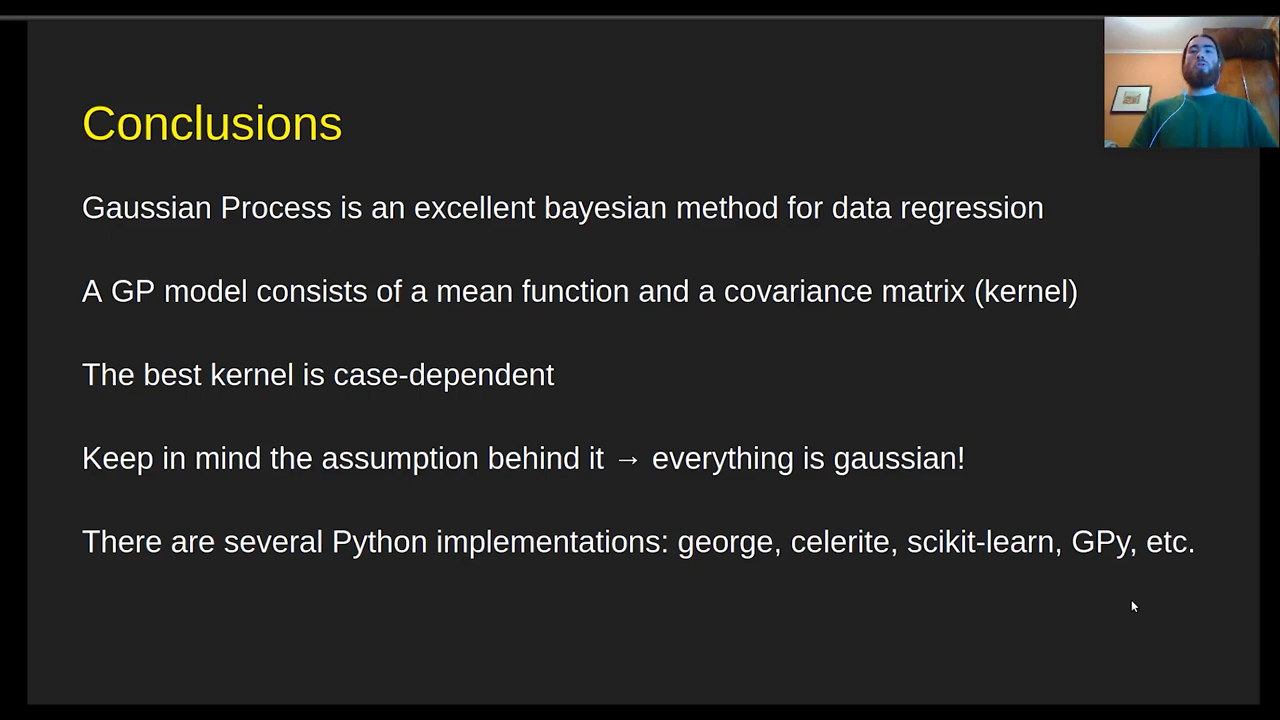 Conclusions
Gaussian Process is an excellent bayesian method for data regression
A GP model consists of a mean function and a covariance matrix (kernel)
The best kernel is case-dependent
Keep in mind the assumption behind it → everything is gaussian!
There are several Python implementations: george, celerite, scikit-learn, GPy, etc.